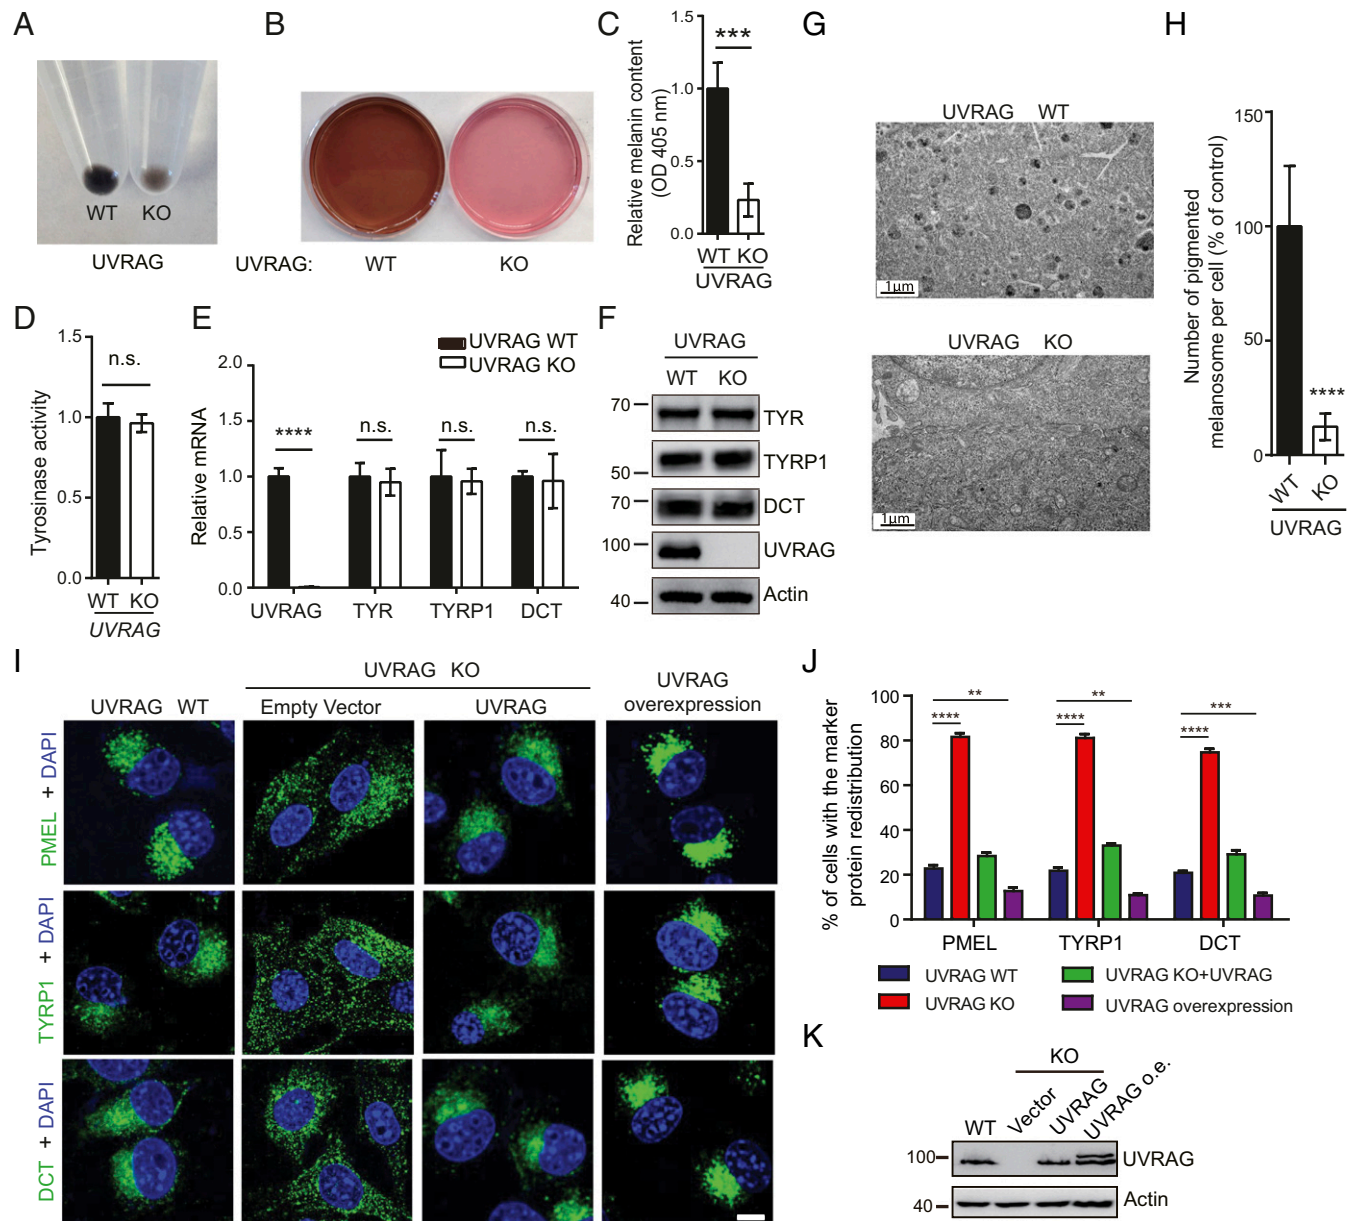 A
WT KO
UVRAG
B
UVRAG: WT KO
C
Relative melanin content
(OD 405 nm)
1.5
1.0
0.5
0.0
***
WT KO
UVRAG
D
Tyrosinase activity
1.5
1.0
0.5
0.0
n.s.
WT KO
UVRAG
E
UVRAG WT
UVRAG KO
Relative mRNA
2.0
1.5
1.0
0.5
0.0
**** n.s. n.s. n.s.
UVRAG TYR TYRP1 DCT
F
UVRAG
WT KO
70 TYR
50 TYRP1
70 DCT
100 UVRAG
40 Actin
G
UVRAG WT
1µm
UVRAG KO
1µm
H
Number of pigmented
melanosome per cell (% of control)
150
100
50
0
****
WT KO
UVRAG
I
UVRAG KO
UVRAG WT
Empty Vector
UVRAG
UVRAG
overexpression
PMEL + DAPI
TYRP1 + DAPI
DCT + DAPI
J
% of cells with the marker
protein redistribution
100
80
60
40
20
0
** ** ***
**** **** ****
PMEL TYRP1 DCT
UVRAG WT
UVRAG KO
UVRAG KO+UVRAG
UVRAG overexpression
K
KO
WT Vector UVRAG UVRAG o.e.
100 UVRAG
40 Actin